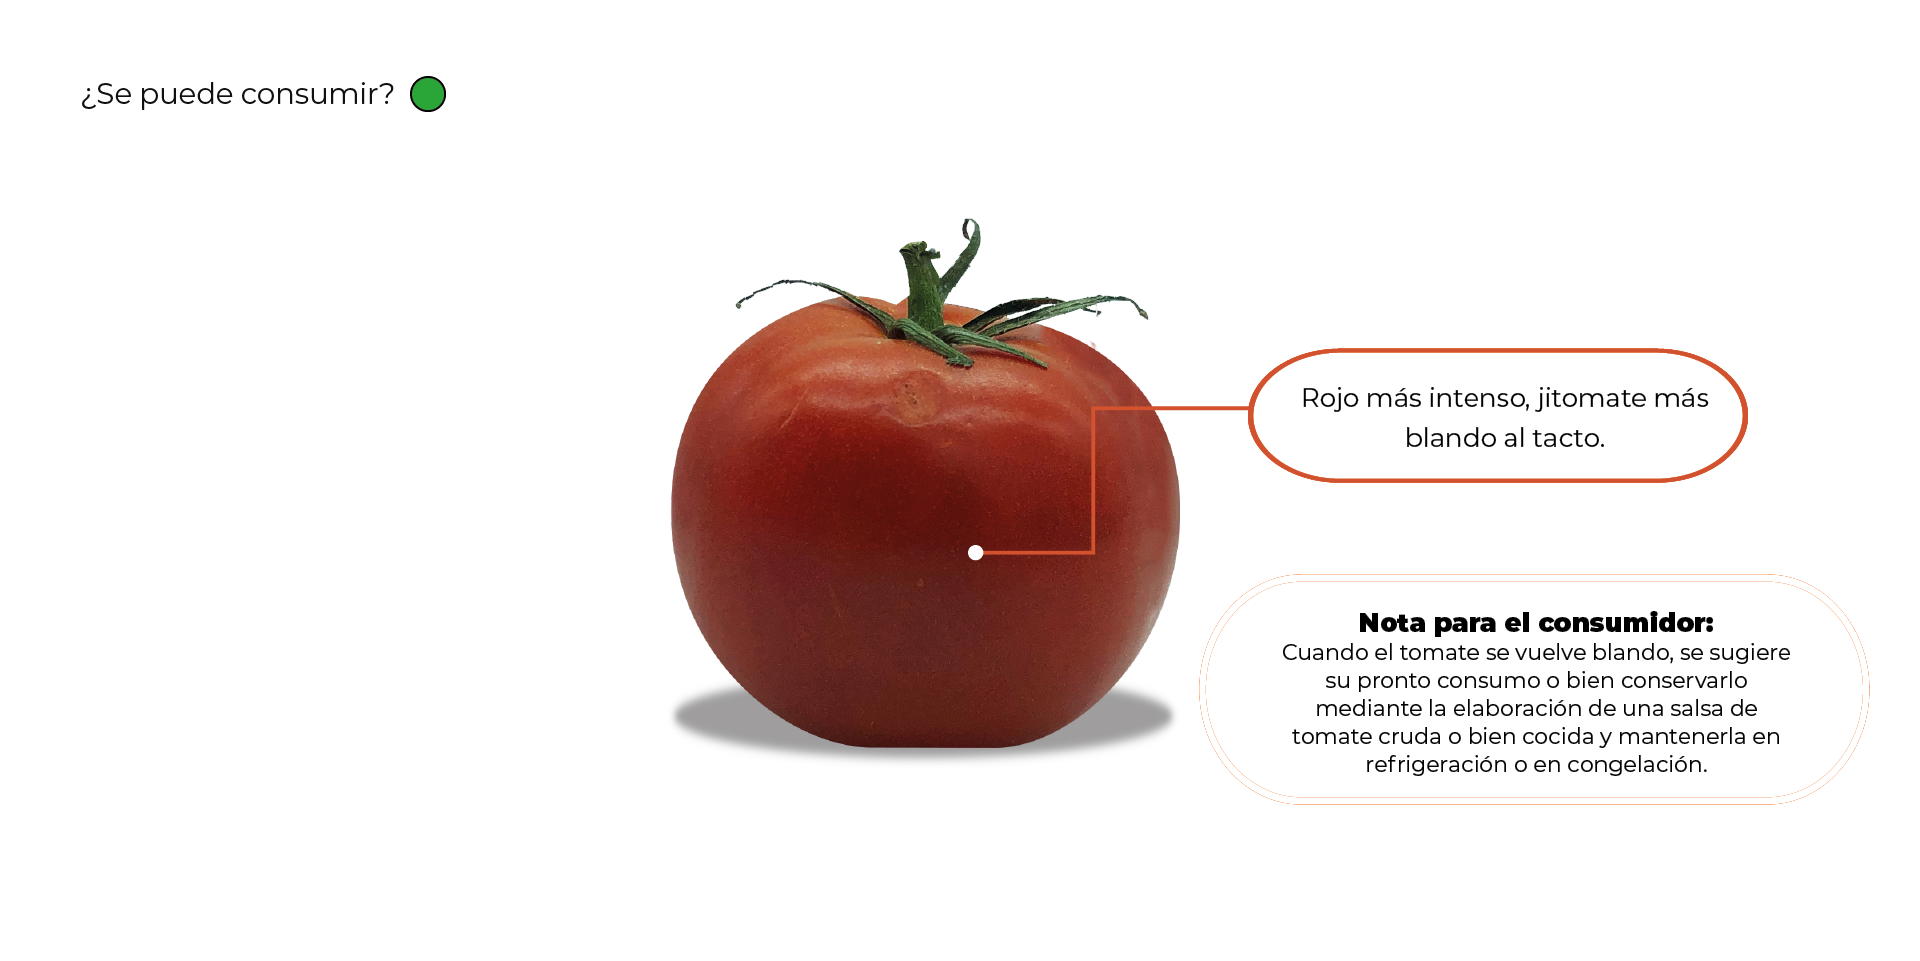 ¿Se puede consumir?
Rojo más intenso, jitomate más
blando al tacto.
Nota para el consumidor:
Cuando el tomate se vuelve blando, se sugiere
su pronto consumo o bien conservarlo
mediante la elaboración de una salsa de
tomate cruda o bien cocida y mantenerla en
refrigeración o en congelación.